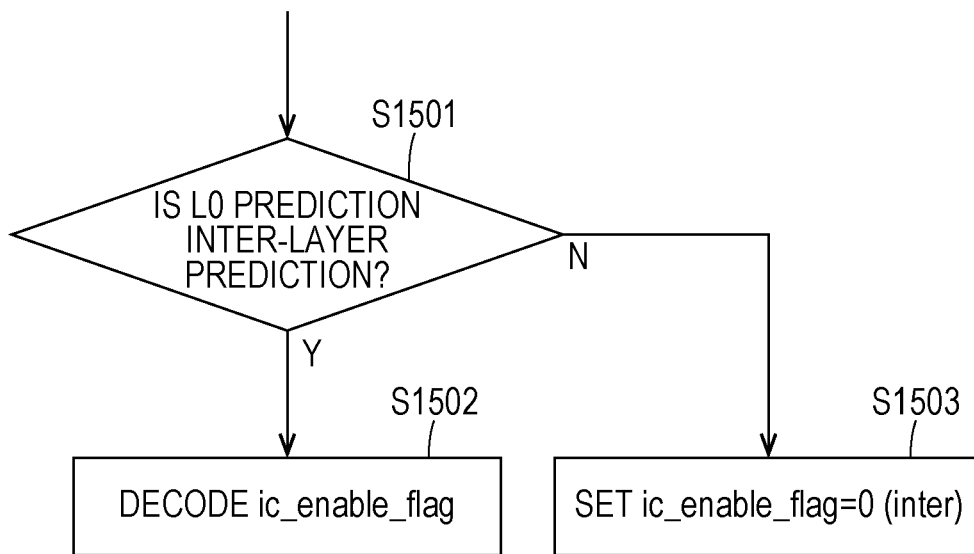 S1501
IS L0 PREDICTION
INTER-LAYER
PREDICTION?
N
Y
S1502
S1503
DECODE ic_enable_flag
SET ic_enable_flag=0 (inter)